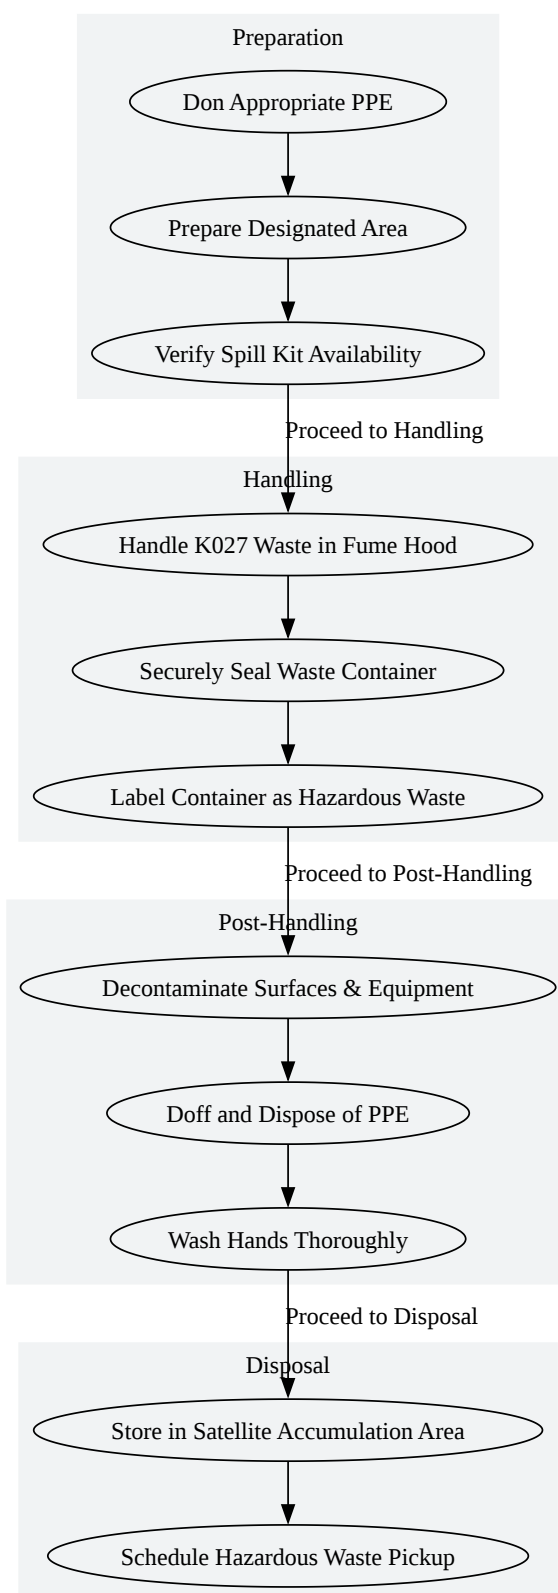 Preparation
Don Appropriate PPE
Prepare Designated Area
Verify Spill Kit Availability
Proceed to Handling
Handling
Handle K027 Waste in Fume Hood
Securely Seal Waste Container
Label Container as Hazardous Waste
Proceed to Post-Handling
Post-Handling
Decontaminate Surfaces & Equipment
Doff and Dispose of PPE
Wash Hands Thoroughly
Proceed to Disposal
Disposal
Store in Satellite Accumulation Area
Schedule Hazardous Waste Pickup